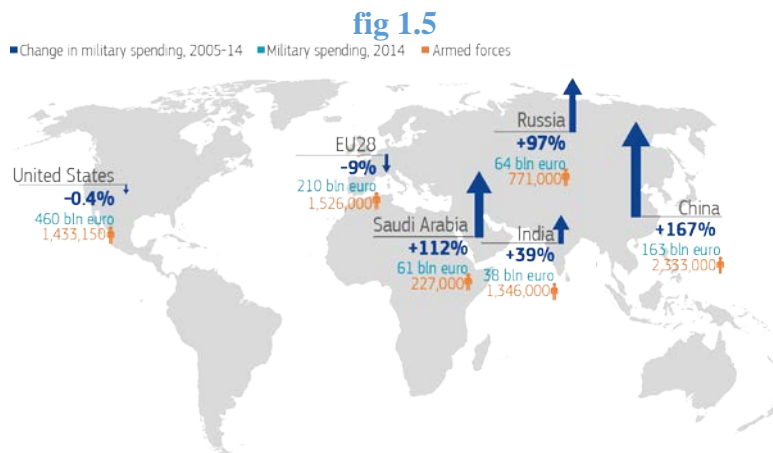 fig 1.5
Change in military spending, 2005-14 Military spending, 2014 Armed forces
Russia
+97%
64 bln euro
771,000
EU28
-9%
210 bln euro
1,526,000
United States
-0.4%
460 bln euro
1,433,150
Saudi Arabia
+112%
61 bln euro
227,000
India
+39%
38 bln euro
1,346,000
China
+167%
163 bln euro
2,333,000